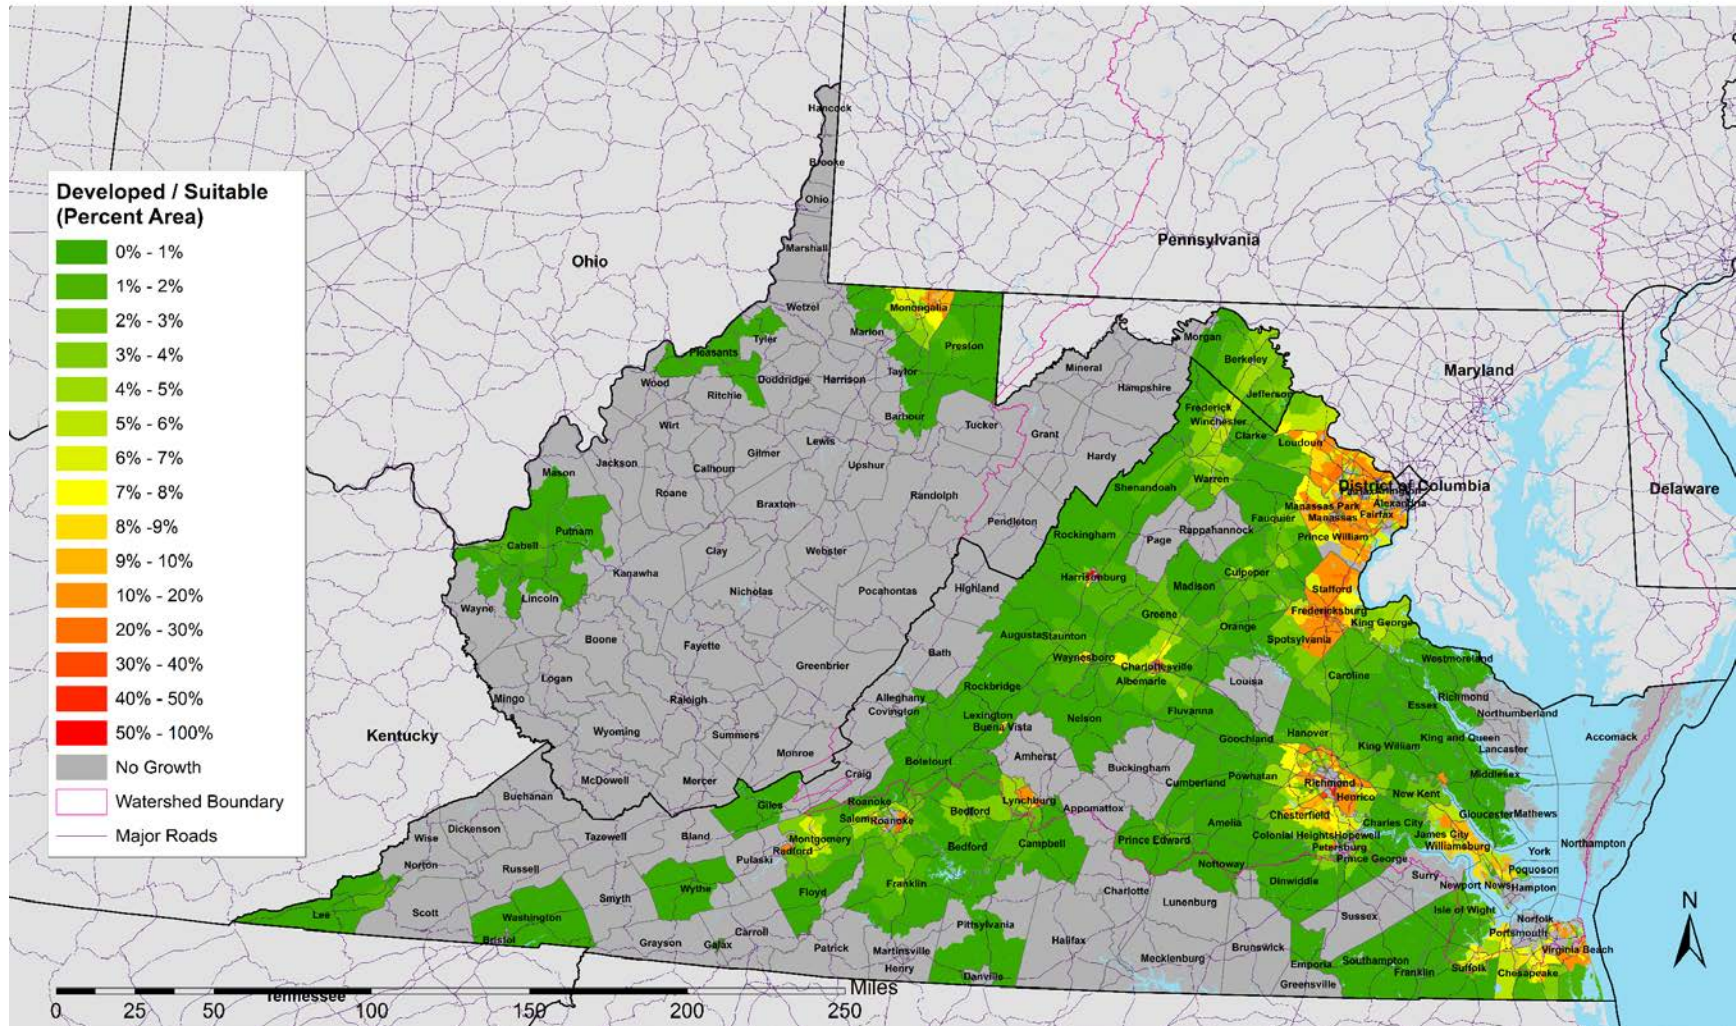 Hancock
Brooke
Ohio
Marshall
Developed / Suitable
(Percent Area)
0% - 1%
1% - 2%
2% - 3%
3% - 4%
4% - 5%
5% - 6%
6% - 7%
7% - 8%
8% -9%
9% - 10%
10% - 20%
20% - 30%
30% - 40%
40% - 50%
50% - 100%
No Growth
Watershed Boundary
Major Roads
Ohio
Pennsylvania
Maryland
Delaware
District of Columbia
Kentucky
Tennessee
Wetzel
Monongalia
Marion
Preston
Tyler
Pleasants
Taylor
Doddridge
Harrison
Wood
Ritchie
Barbour
Tucker
Wirt
Lewis
Gilmer
Mason
Jackson
Calhoun
Upshur
Roane
Braxton
Randolph
Grant
Hardy
Mineral
Hampshire
Morgan
Berkeley
Jefferson
Pendleton
Putnam
Cabell
Clay
Webster
Kanawha
Nicholas
Pocahontas
Wayne
Lincoln
Boone
Fayette
Greenbrier
Logan
Mingo
Raleigh
Wyoming
Summers
Monroe
McDowell
Mercer
Frederick
Winchester
Clarke
Loudoun
Warren
Shenandoah
Arlington
Alexandria
Manassas Park
Manassas
Fairfax
Fauquier
Prince William
Rappahannock
Page
Rockingham
Harrisonburg
Culpeper
Madison
Stafford
Highland
Greene
Fredericksburg
King George
Orange
Spotsylvania
Augusta
Staunton
Bath
Waynesboro
Charlottesville
Albemarle
Louisa
Caroline
Westmoreland
Richmond
Essex
Northumberland
Rockbridge
Alleghany
Covington
Lexington
Buena Vista
Nelson
Fluvanna
Goochland
Hanover
King William
King and Queen
Lancaster
Accomack
Amherst
Buckingham
Cumberland
Powhatan
Middlesex
Botetourt
Craig
Richmond
Henrico
New Kent
Gloucester
Mathews
Buchanan
Giles
Roanoke
Salem
Roanoke
Bedford
Lynchburg
Appomattox
Chesterfield
Charles City
James City
Williamsburg
York
Northampton
Poquoson
Dickenson
Wise
Tazewell
Bland
Montgomery
Radford
Bedford
Campbell
Prince Edward
Amelia
Colonial Heights
Hopewell
Petersburg
Prince George
Norton
Russell
Pulaski
Nottoway
Surry
Newport News
Hampton
Wythe
Floyd
Franklin
Charlotte
Lunenburg
Dinwiddie
Sussex
Isle of Wight
Norfolk
Portsmouth
Virginia Beach
Lee
Scott
Smyth
Washington
Bristol
Grayson
Galax
Carroll
Patrick
Martinsville
Henry
Pittsylvania
Danville
Halifax
Mecklenburg
Brunswick
Emporia
Greensville
Southampton
Franklin
Suffolk
Chesapeake
N
0 50 100 150 200 250
Miles